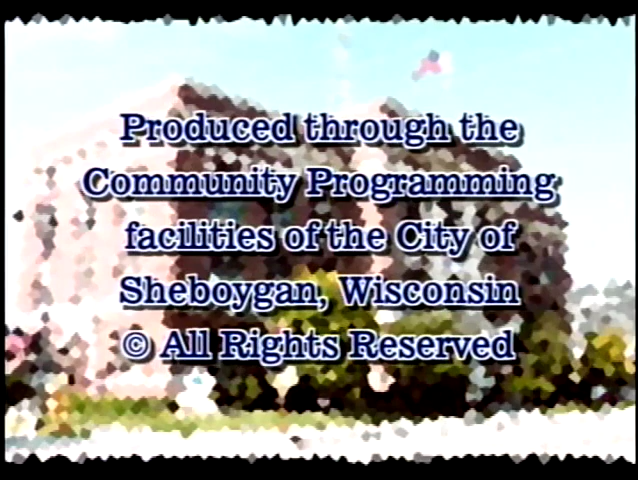 Produced through the
Community Programming
facilities of the City of
Sheboygan, Wisconsin
© All Rights Reserved